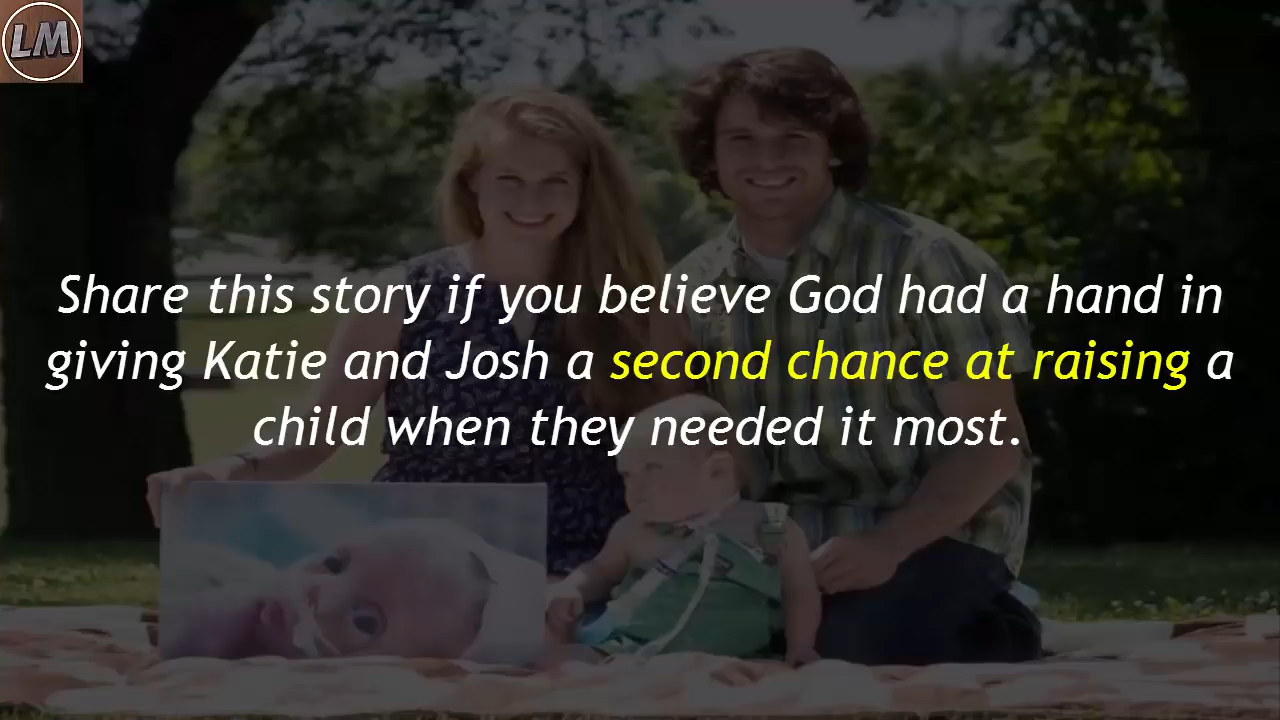 LM
Share this story if you believe God had a hand in
giving Katie and Josh a second chance at raising a
child when they needed it most.